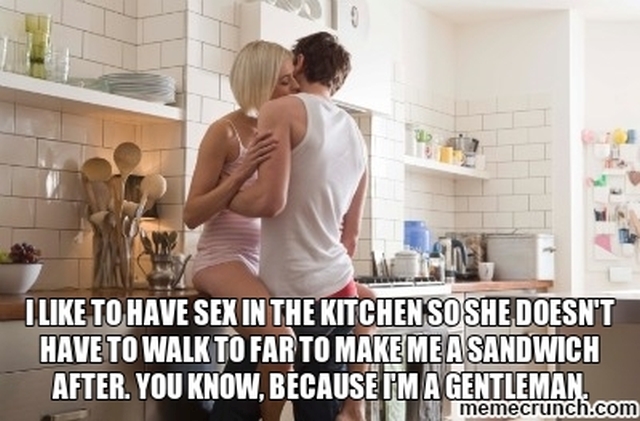 I LIKE TO HAVE SEX IN THE KITCHEN SO SHE DOESN'T
HAVE TO WALK TO FAR TO MAKE ME A SANDWICH
AFTER. YOU KNOW, BECAUSE I'M A GENTLEMAN.
memecrunch.com